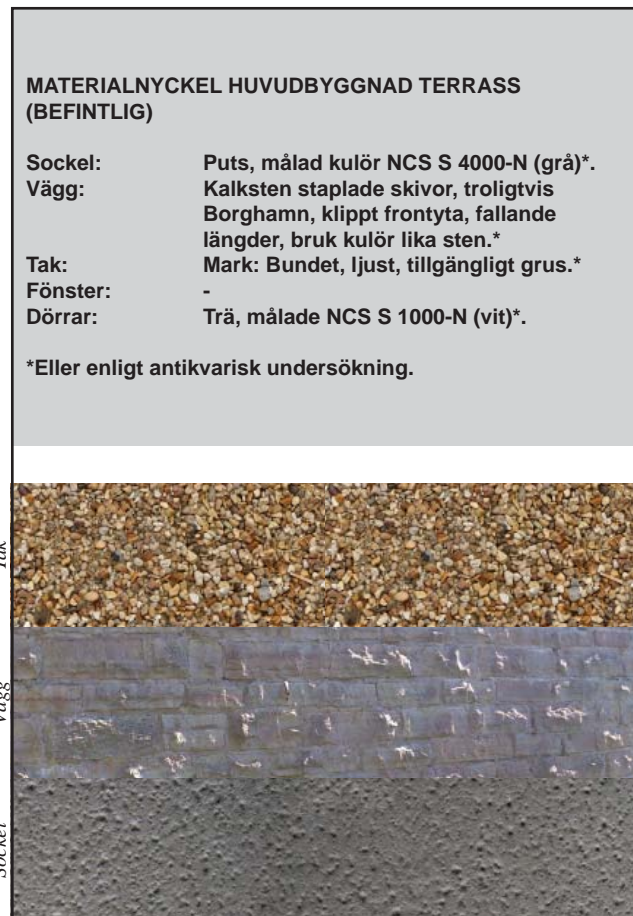 MATERIALNYCKEL HUVUDBYGGNAD TERRASS
(BEFINTLIG)
Sockel: Puts, målad kulör NCS S 4000-N (grå)*.
Vägg: Kalksten staplade skivor, troligtvis
Borghamn, klippt frontyta, fallande
längder, bruk kulör lika sten.*
Tak: Mark: Bundet, ljust, tillgängligt grus.*
Fönster: -
Dörrar: Trä, målade NCS S 1000-N (vit)*.
*Eller enligt antikvarisk undersökning.
Tak
Vägg
Sockel